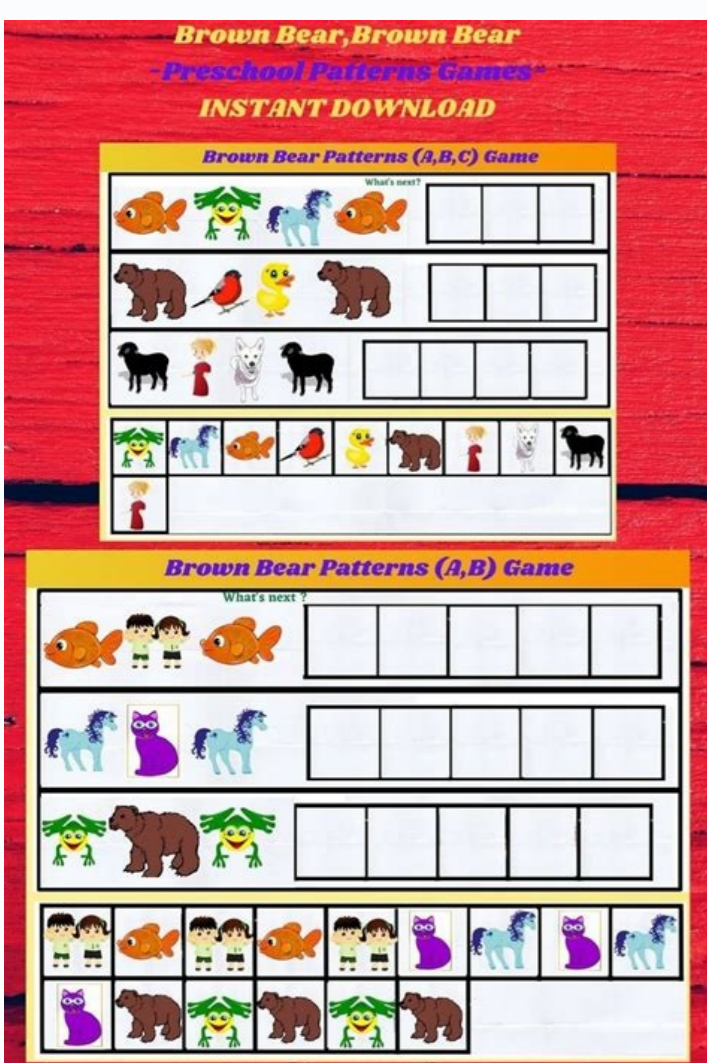 Brown Bear,Brown Bear
-Preschool Patterns Games-
INSTANT DOWNLOAD
Brown Bear Patterns (A,B,C) Game
What's next?
Brown Bear Patterns (A,B) Game
What's next ?